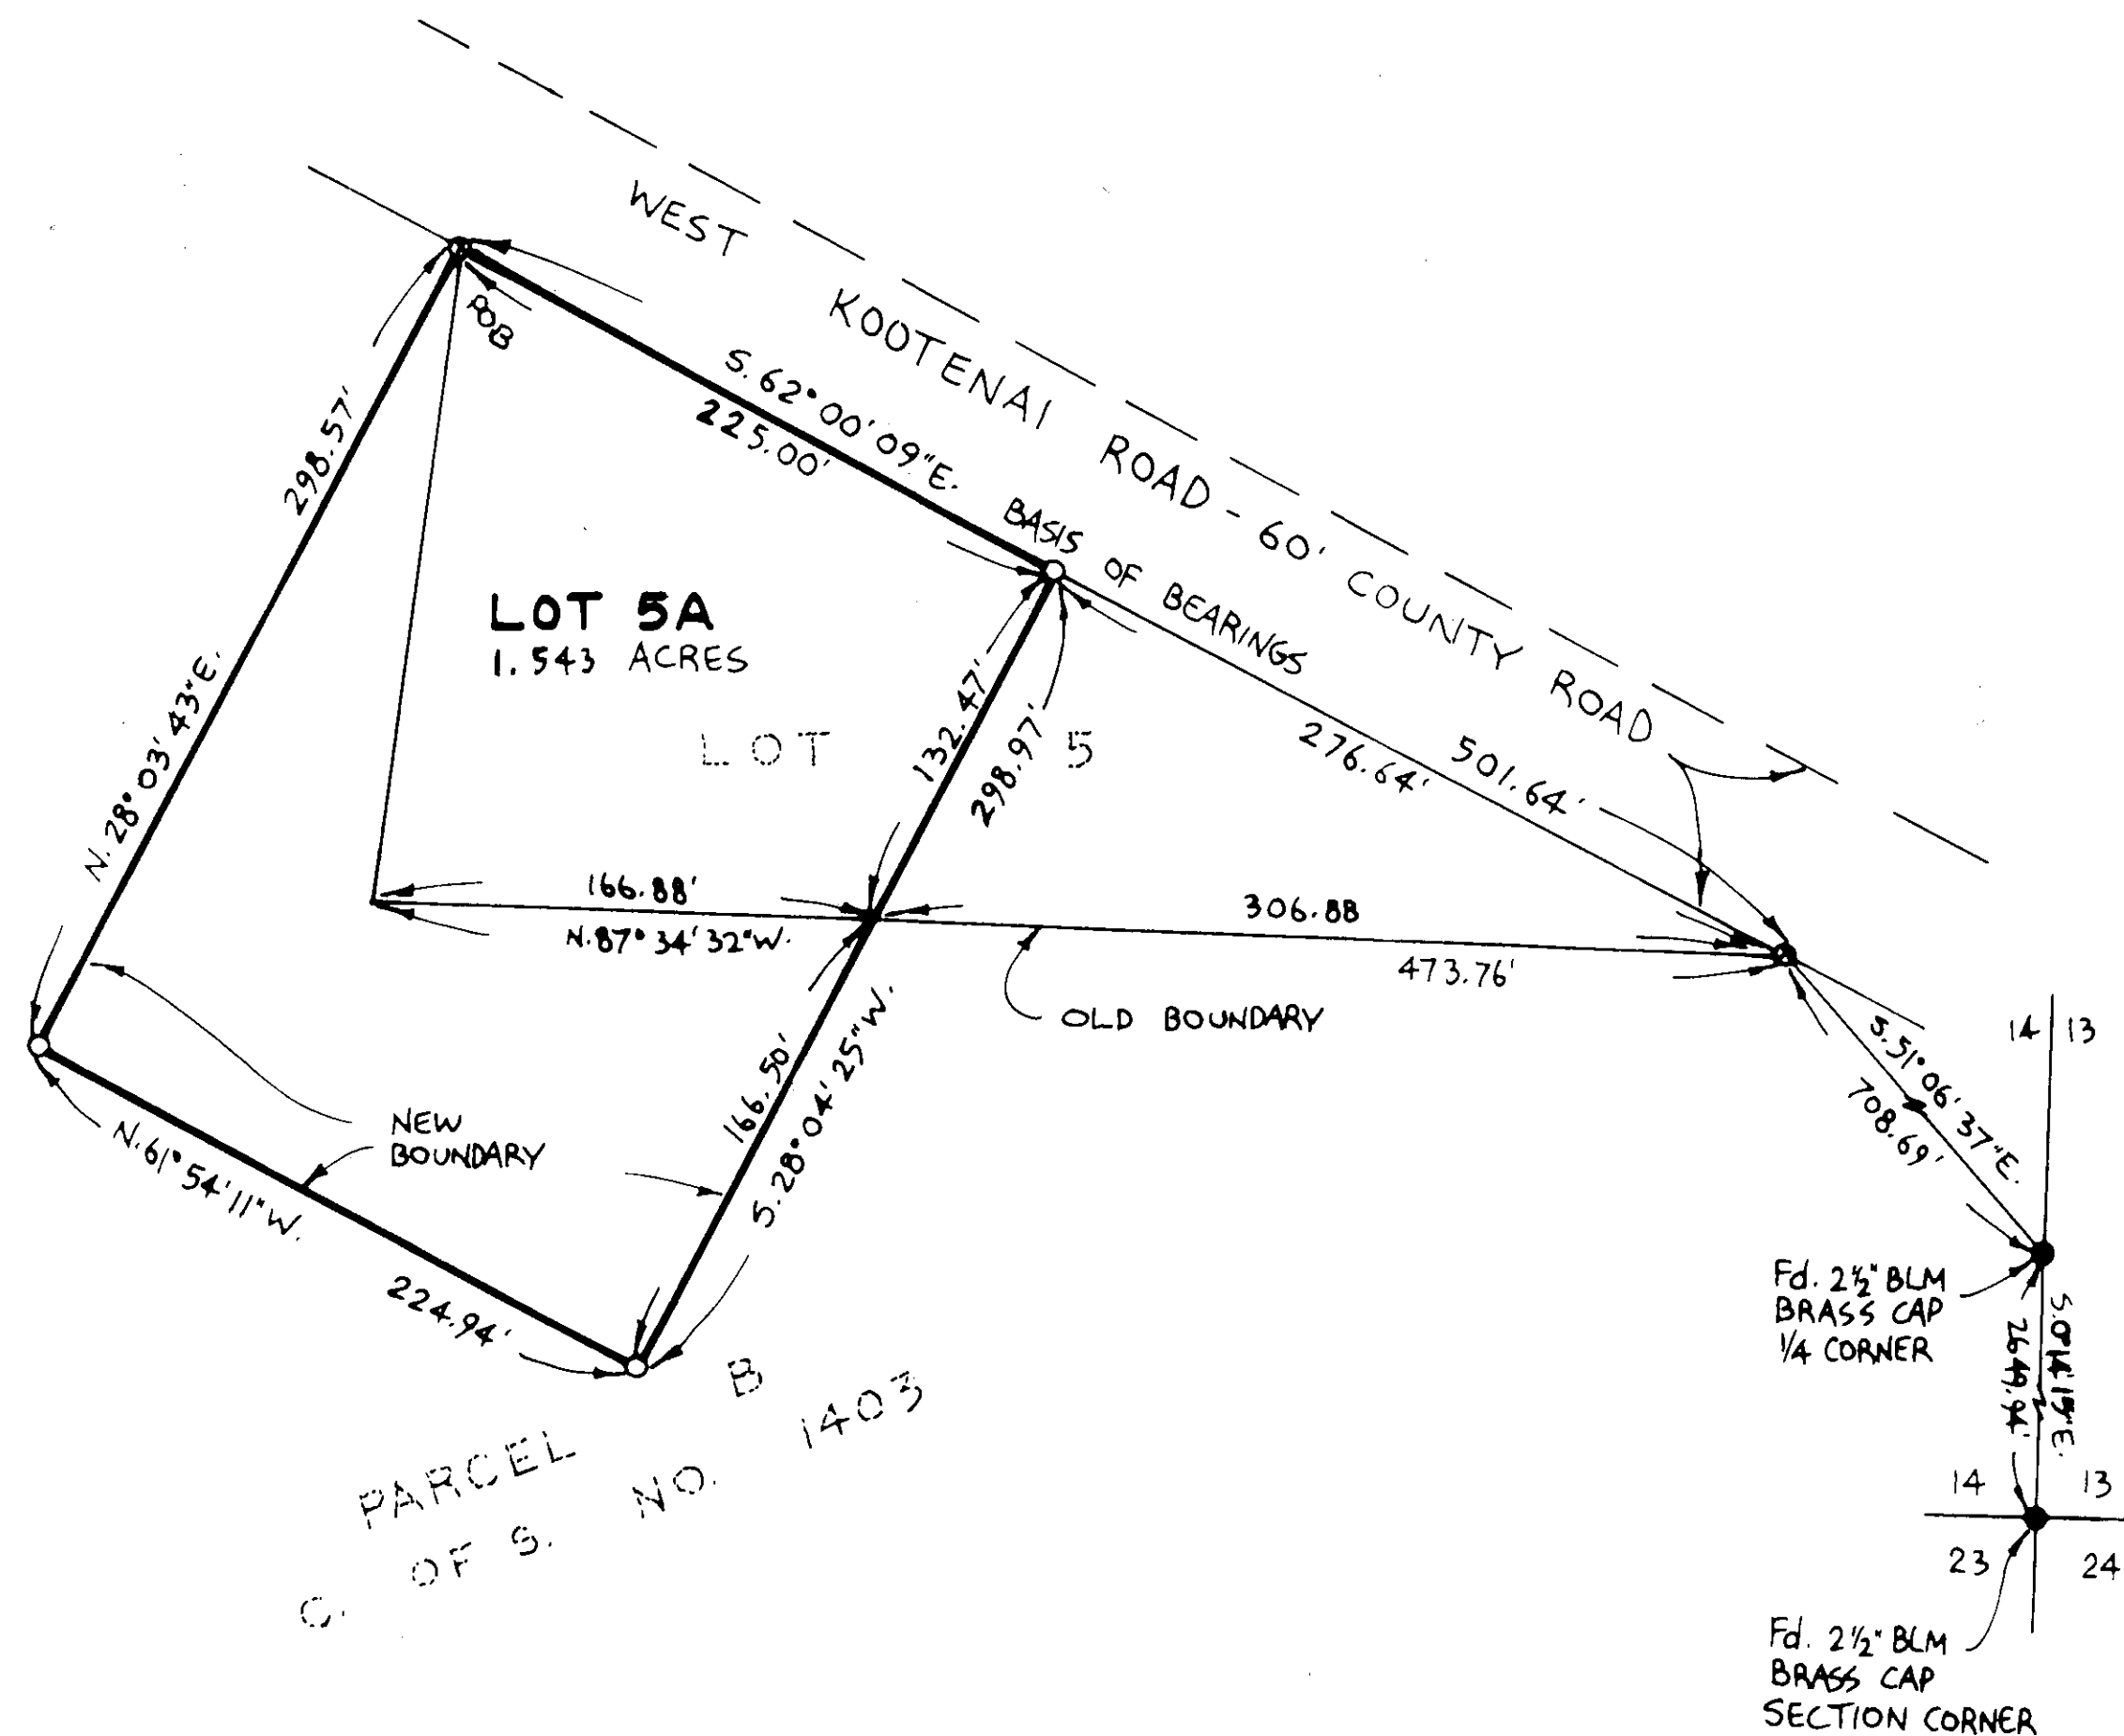 WEST KOOTENAI ROAD - 60' COUNTY ROAD
POB
S. 62° 00' 09" E.
225.00'
BASIS OF BEARINGS
298.57'
N. 28° 03' 43" E.
LOT 5A
1.543 ACRES
LOT 5
132.47'
298.97'
276.64'
501.64'
166.88'
N. 87° 34' 32" W.
306.88
473.76'
OLD BOUNDARY
166.50'
S. 28° 04' 25" W.
NEW
BOUNDARY
N. 61° 54' 11" W.
224.94'
S. 51° 06' 37" E.
708.69'
14 13
Fd. 2½" BLM
BRASS CAP
1/4 CORNER
PARCEL B
C. OF S. NO. 1403
14 13
23 24
Fd. 2½" BLM
BRASS CAP
SECTION CORNER